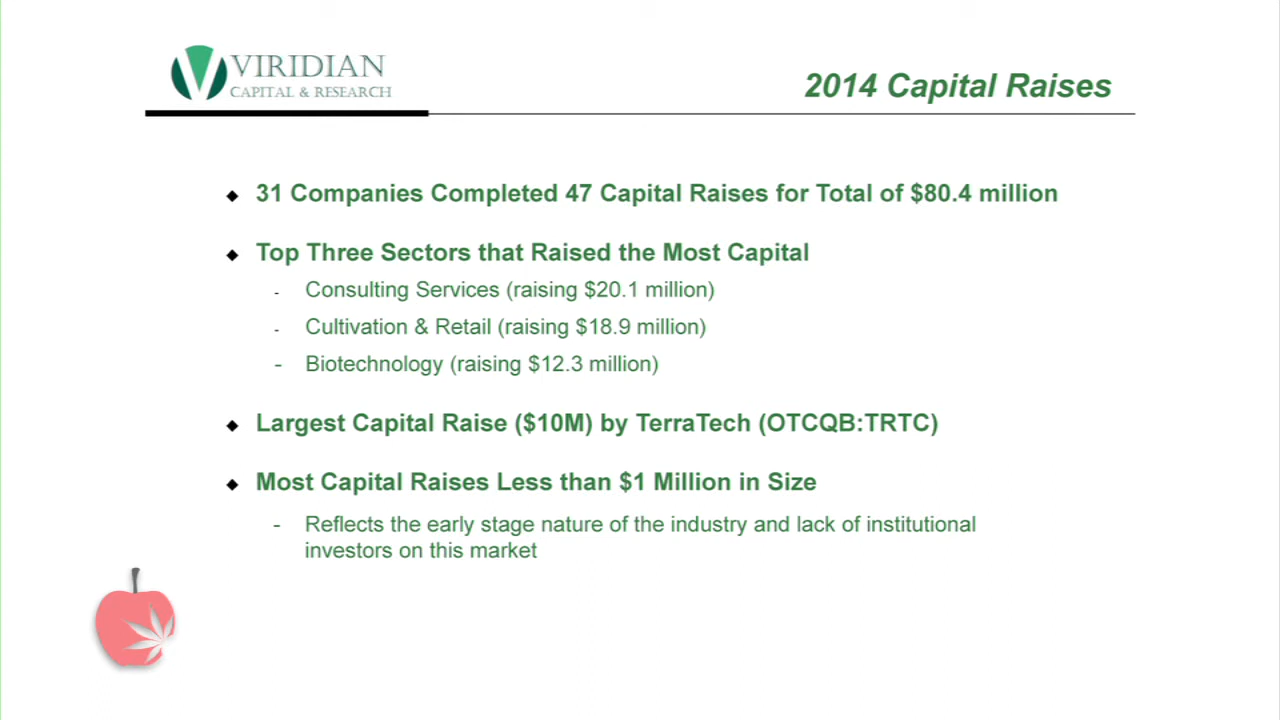 VIRIDIAN
CAPITAL & RESEARCH
2014 Capital Raises
31 Companies Completed 47 Capital Raises for Total of $80.4 million
Top Three Sectors that Raised the Most Capital
- Consulting Services (raising $20.1 million)
- Cultivation & Retail (raising $18.9 million)
- Biotechnology (raising $12.3 million)
Largest Capital Raise ($10M) by TerraTech (OTCQB:TRTC)
Most Capital Raises Less than $1 Million in Size
- Reflects the early stage nature of the industry and lack of institutional
investors on this market